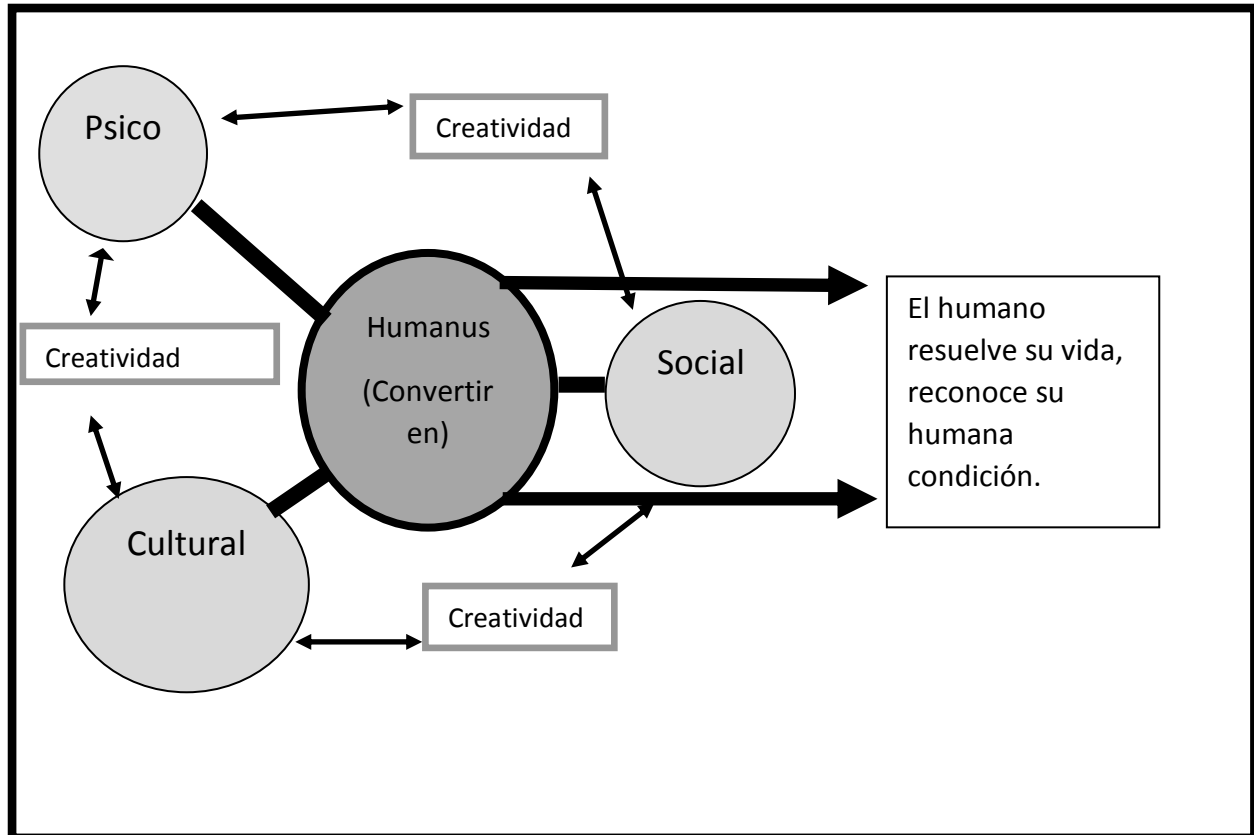 Psico
Creatividad
Humanus
(Convertir
en)
Social
El humano
resuelve su vida,
reconoce su
humana
condición.
Creatividad
Cultural
Creatividad